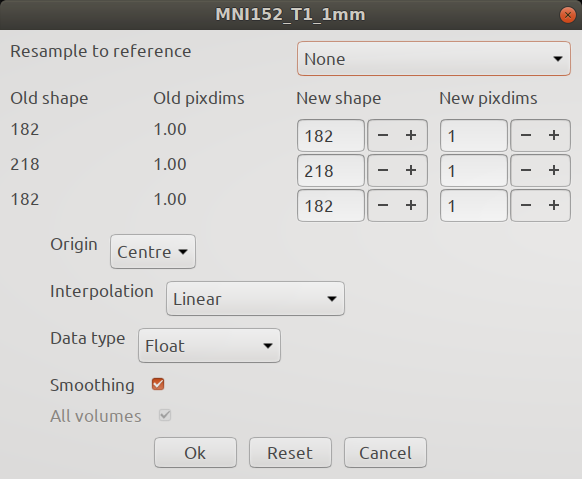 MNI152_T1_1mm
Resample to reference None
Old shape Old pixdims New shape New pixdims
182 1.00 182 − + 1 − +
218 1.00 218 − + 1 − +
182 1.00 182 − + 1 − +
Origin Centre
Interpolation Linear
Data type Float
Smoothing
All volumes
Ok Reset Cancel